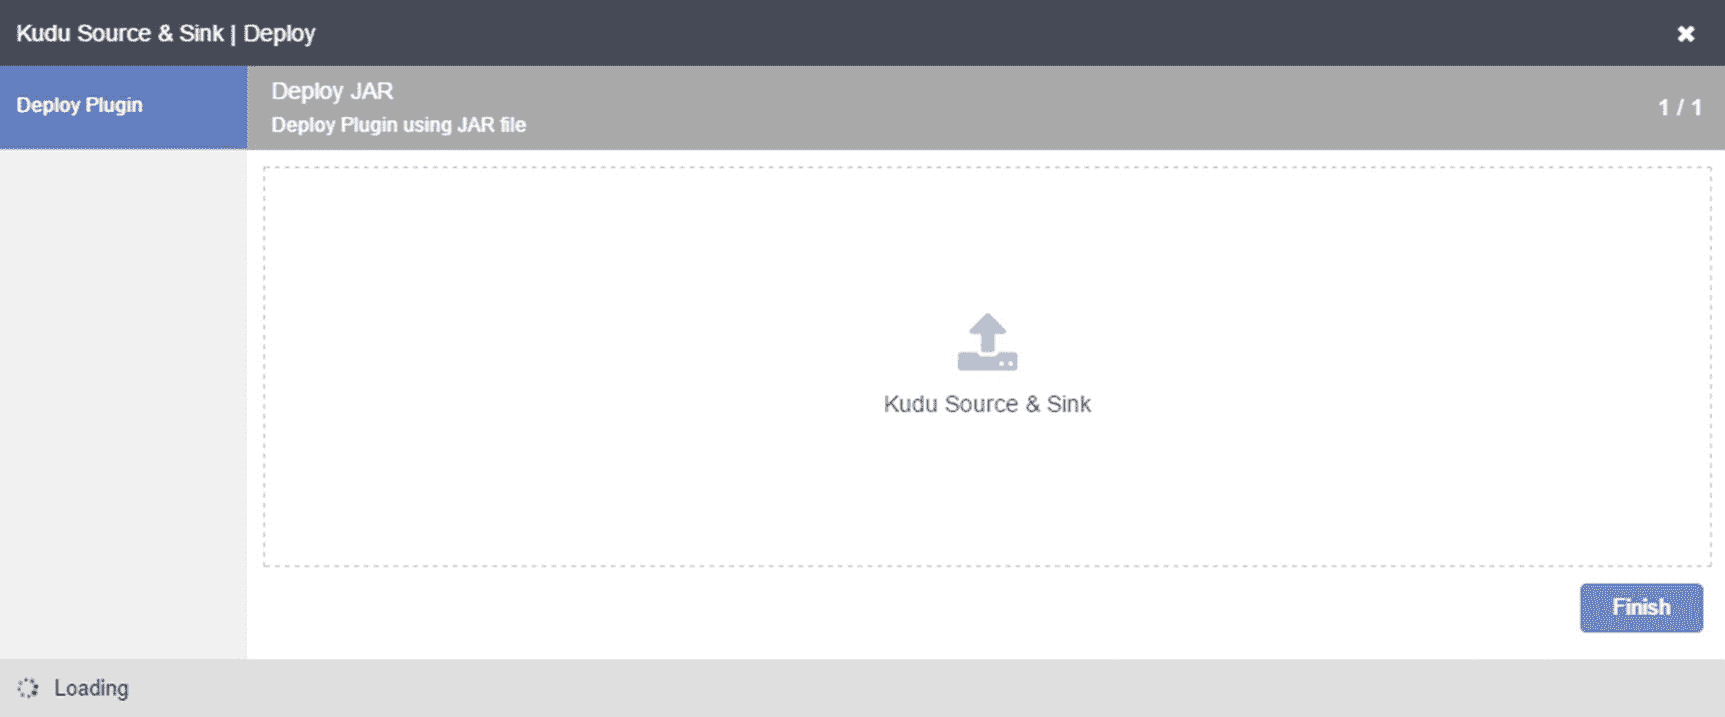 Kudu Source & Sink | Deploy
Deploy Plugin
Deploy JAR
Deploy Plugin using JAR file
1 / 1
Kudu Source & Sink
Finish
Loading